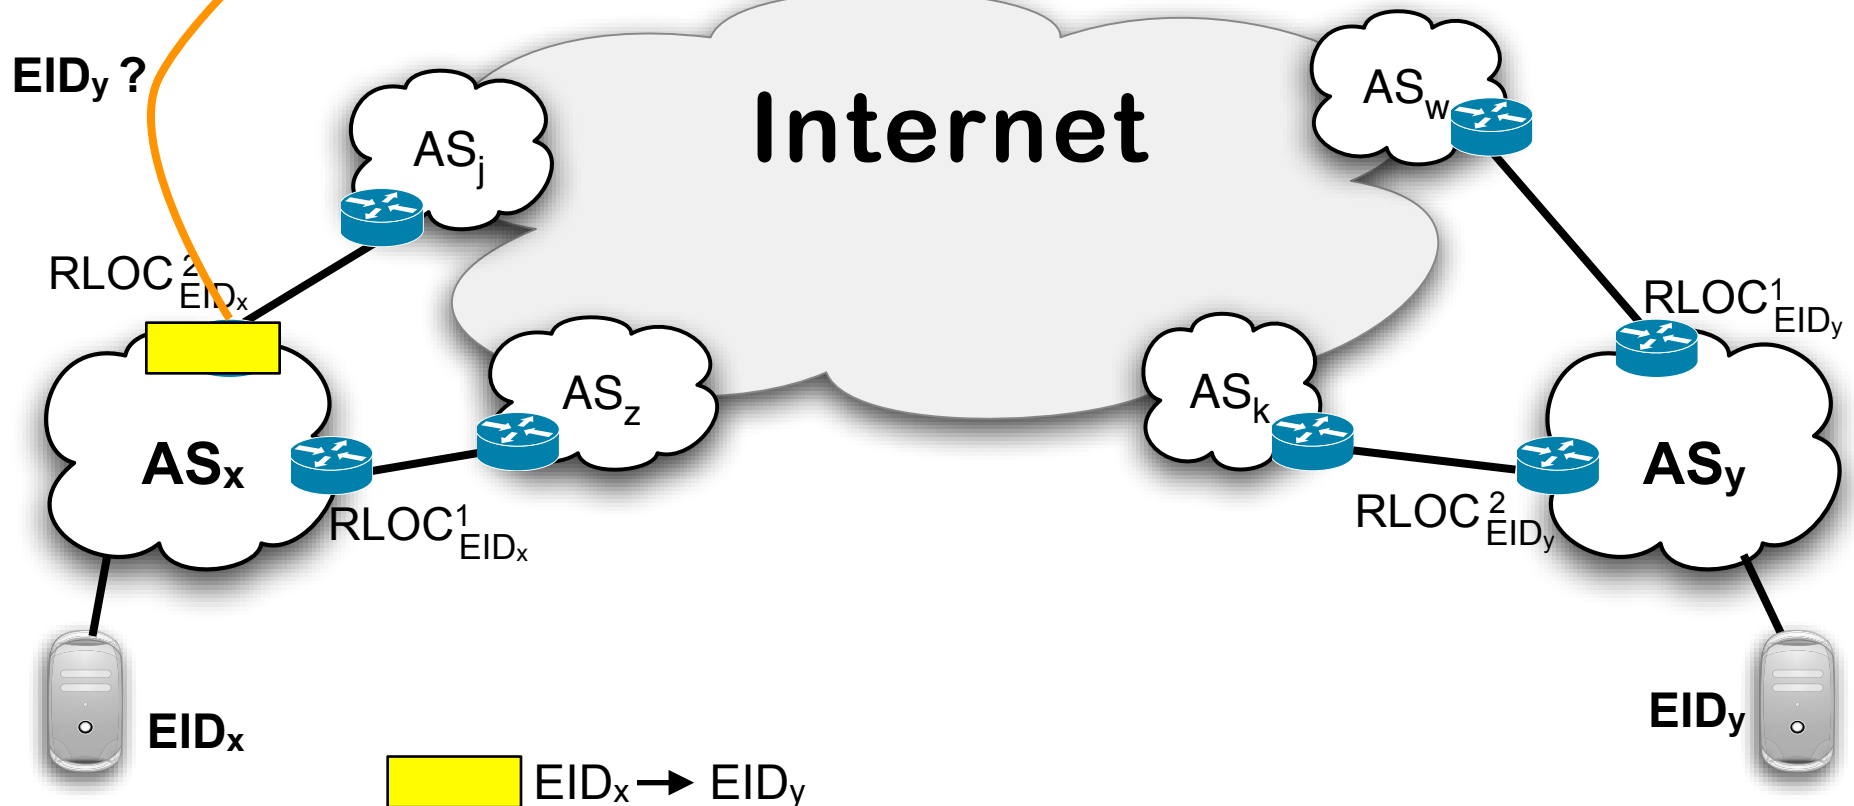 EIDy ?
Internet
ASj
ASw
RLOC2EIDx
RLOC1EIDy
ASz
ASk
ASx
ASy
RLOC1EIDx
RLOC2EIDy
EIDx
EIDy
EIDx → EIDy